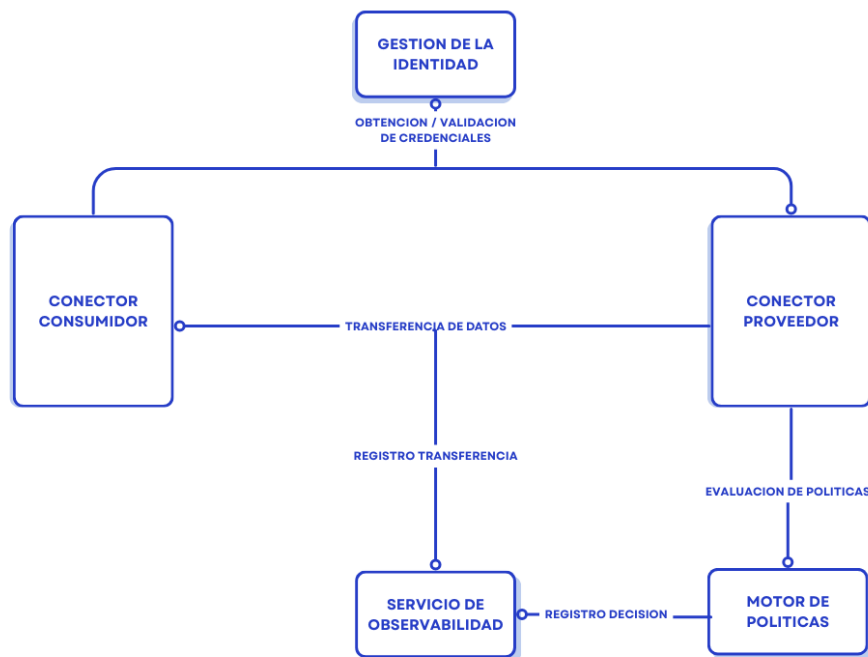 GESTION DE LA
IDENTIDAD
OBTENCION / VALIDACION
DE CREDENCIALES
CONECTOR
CONSUMIDOR
TRANSFERENCIA DE DATOS
CONECTOR
PROVEEDOR
REGISTRO TRANSFERENCIA
EVALUACION DE POLITICAS
SERVICIO DE
OBSERVABILIDAD
REGISTRO DECISION
MOTOR DE
POLITICAS